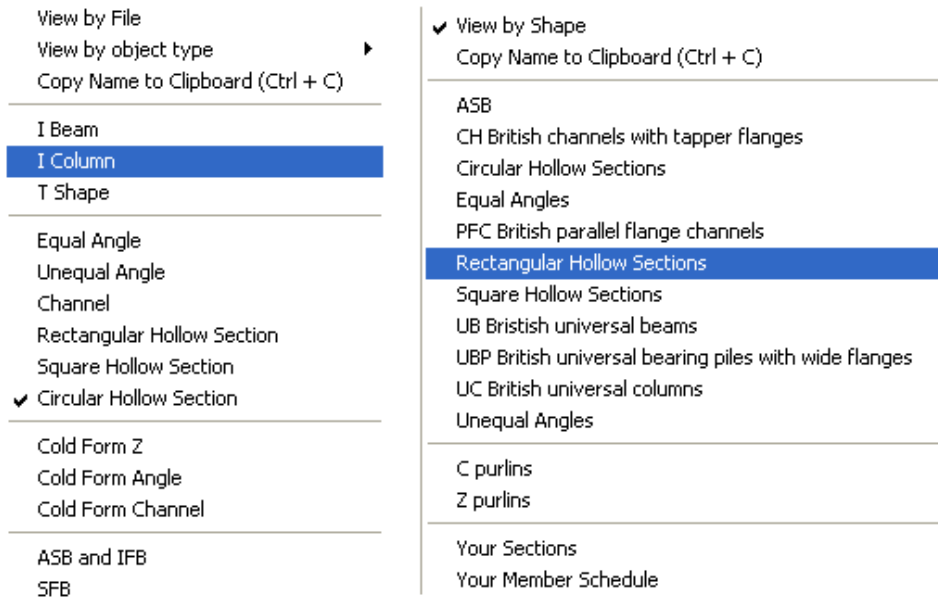 View by File
View by object type
Copy Name to Clipboard (Ctrl + C)
I Beam
I Column
T Shape
Equal Angle
Unequal Angle
Channel
Rectangular Hollow Section
Square Hollow Section
Circular Hollow Section
Cold Form Z
Cold Form Angle
Cold Form Channel
ASB and IFB
SFB
View by Shape
Copy Name to Clipboard (Ctrl + C)
ASB
CH British channels with tapper flanges
Circular Hollow Sections
Equal Angles
PFC British parallel flange channels
Rectangular Hollow Sections
Square Hollow Sections
UB Bristish universal beams
UBP British universal bearing piles with wide flanges
UC British universal columns
Unequal Angles
C purlins
Z purlins
Your Sections
Your Member Schedule